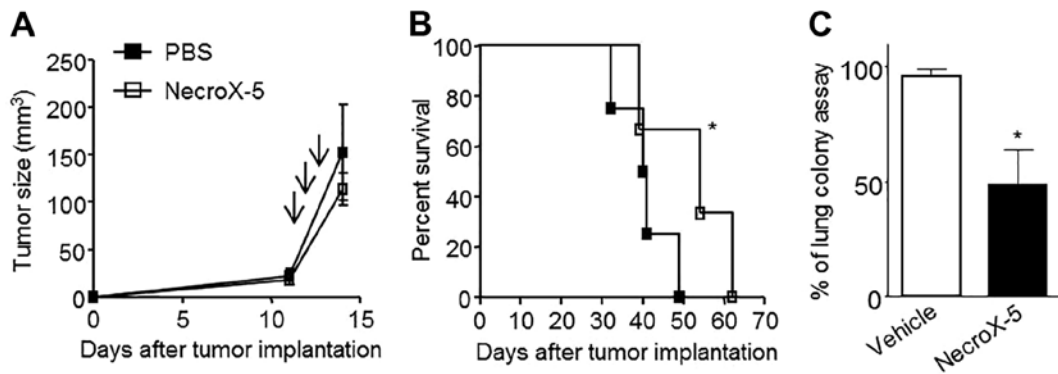 A
PBS
NecroX-5
Tumor size (mm³)
250
200
150
100
50
0
0 5 10 15
Days after tumor implantation
B
Percent survival
100
80
60
40
20
0
*
0 10 20 30 40 50 60 70
Days after tumor implantation
C
% of lung colony assay
100
50
0
*
Vehicle
NecroX-5